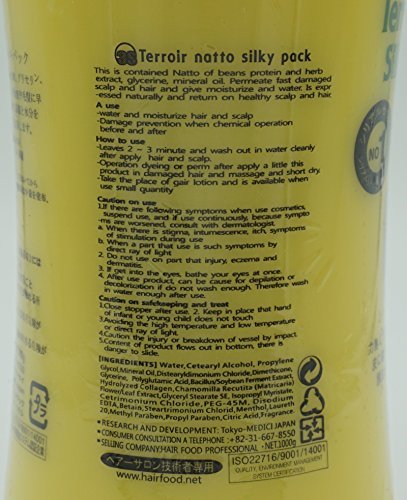 Terroir natto silky pack
This is contained Natto of beans protein and herb
extract, glycerine, mineral oil. Permeate fast damaged
scalp and hair and give moisturize and water. Is expr
-essed naturally and return on healthy scalp and hair.
A use
-water and moisturize hair and scalp
-Damage prevention when chemical operation
before and after
How to use
-Leaves 2 ~ 3 minute and wash out in water cleanly
after apply hair and scalp.
-Operation dyeing or perm after apply a little this
product in damaged hair and massage and short dry.
-Take the place of gair lotion and is available when
use small quantity
Caution on use
1.If there are following symptoms when use cosmetics,
suspend use, and if use continuously, because sympto
-ms are worsened, consult with dermatologist.
a. When there is stigma, intumescence, itch, symptoms
of stimulation during use
b. When a part that use is such symptoms by
direct ray of light
2. Do not use on part that injury, eczema and
dermatitis.
3. If get into the eyes, bathe your eyes at once.
4. After use product, can be cause for depilation or
decolorization if do not wash enough. Therefore wash
in water enough after use.
Caution on safekeeping and treat
1.Close stopper after use. 2. Keep in place that hand
of infant or young child does not touch
3.Avoiding the high temperature and low temperature
or direct ray of light.
4.Caution the injury or breakdown of vessel by impact
5.Content of product flows out in bottom, there is
danger to slide.
[INGREDIENTS] Water, Cetearyl Alcohol, Propylene
Glycol, Mineral Oil, Distearyldimonium Chloride, Dimethicone,
Glycerine, Polyglutamic Acid, Bacillus/Soybean Ferment Extract,
Hydrolyzed Collagen, Chamomilla Recutita (Matricaria)
Flower/Leaf Extract, Glyceryl Stearate SE, Isopropyl Myristate,
Cetrimonium Chloride, PEG-45M, Disodium
EDTA, Betain, Steartrimonium Chloride, Menthol, Laureth
20, Methyl Paraben, Propyl Paraben, Citric Acid, Fragrance.
RESEARCH AND DEVELOPMENT: Tokyo-MEDICI JAPAN
CONSUMER CONSULTATION A TELEPHONE : +82-31-667-8550
SELLING COMPANY:HAIR FOOD PROFESSIONAL. NET.1000g
ヘアーサロン技術者専用
www.hairfood.net
ISO22716/9001/14001
QUALITY, ENVIRONMENT SYSTEMS
MANAGEMENT SYSTEM
プラ